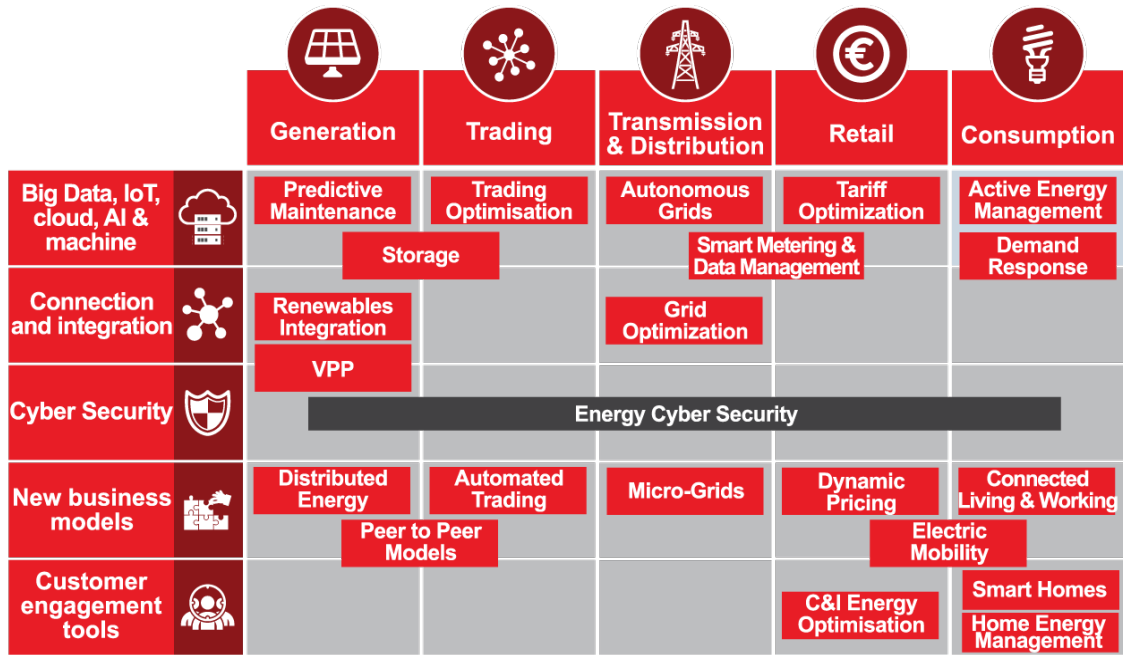 Generation
Trading
Transmission
& Distribution
Retail
Consumption
Big Data, IoT,
cloud, AI &
machine
Predictive
Maintenance
Trading
Optimisation
Autonomous
Grids
Tariff
Optimization
Active Energy
Management
Storage
Smart Metering &
Data Management
Demand
Response
Connection
and integration
Renewables
Integration
Grid
Optimization
VPP
Cyber Security
Energy Cyber Security
New business
models
Distributed
Energy
Automated
Trading
Micro-Grids
Dynamic
Pricing
Connected
Living & Working
Peer to Peer
Models
Electric
Mobility
Customer
engagement
tools
C&I Energy
Optimisation
Smart Homes
Home Energy
Management